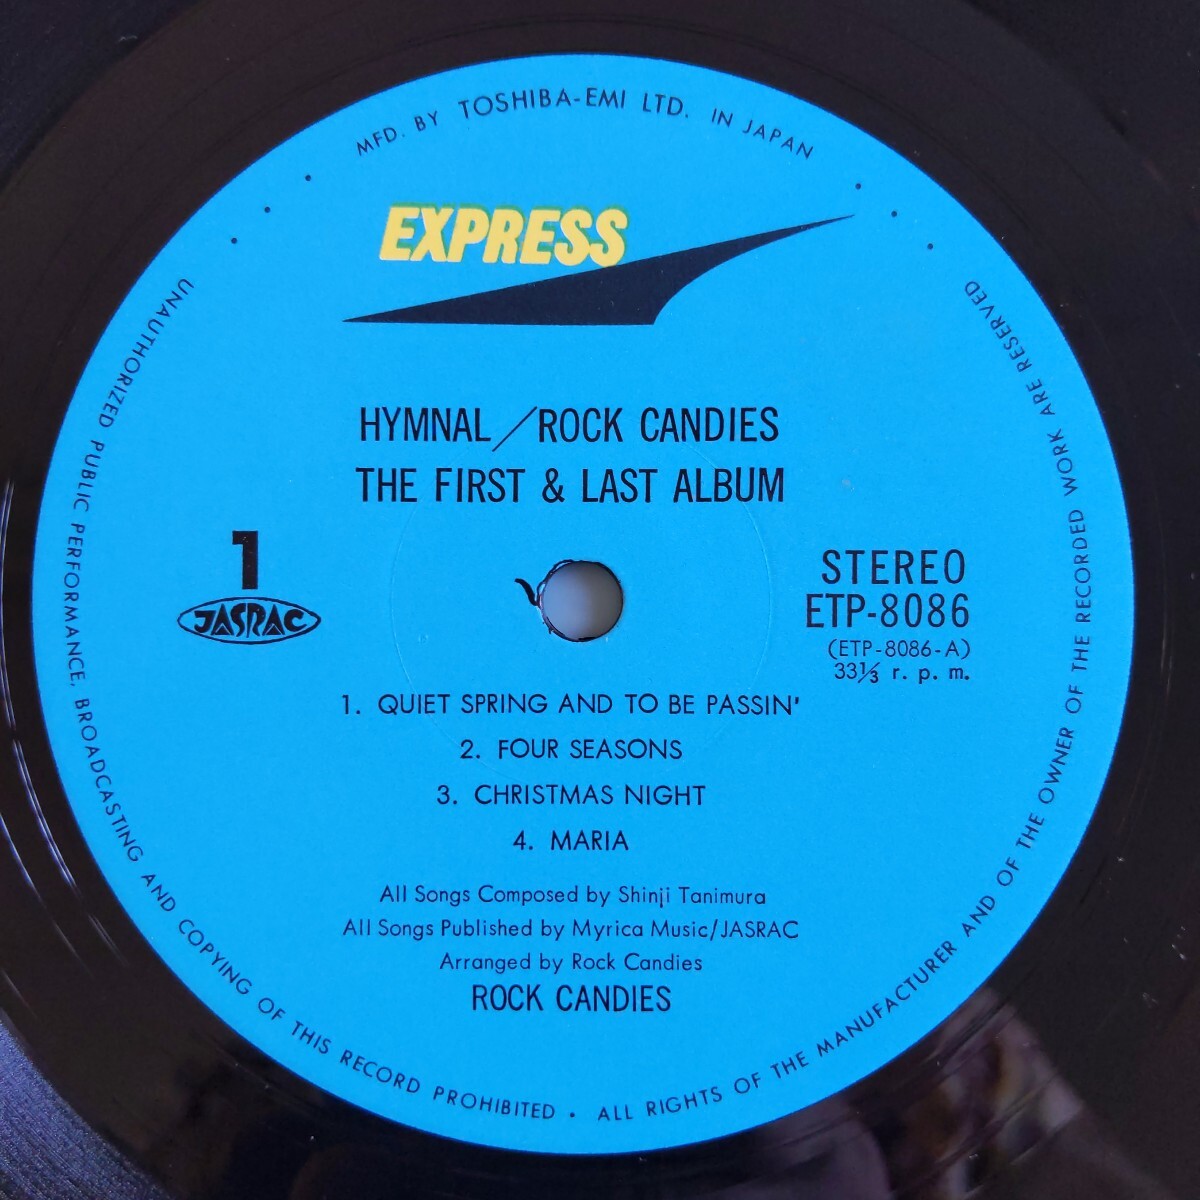 MFD. BY TOSHIBA-EMI LTD. IN JAPAN
EXPRESS
HYMNAL/ROCK CANDIES
THE FIRST & LAST ALBUM
1
JASRAC
STEREO
ETP-8086
(ETP-8086-A)
33⅓ r. p. m.
1. QUIET SPRING AND TO BE PASSIN'
2. FOUR SEASONS
3. CHRISTMAS NIGHT
4. MARIA
All Songs Composed by Shinji Tanimura
All Songs Published by Myrica Music/JASRAC
Arranged by Rock Candies
ROCK CANDIES
UNAUTHORIZED PUBLIC PERFORMANCE, BROADCASTING AND COPYING OF THIS RECORD PROHIBITED • ALL RIGHTS OF THE MANUFACTURER AND OF THE OWNER OF THE RECORDED WORK ARE RESERVED